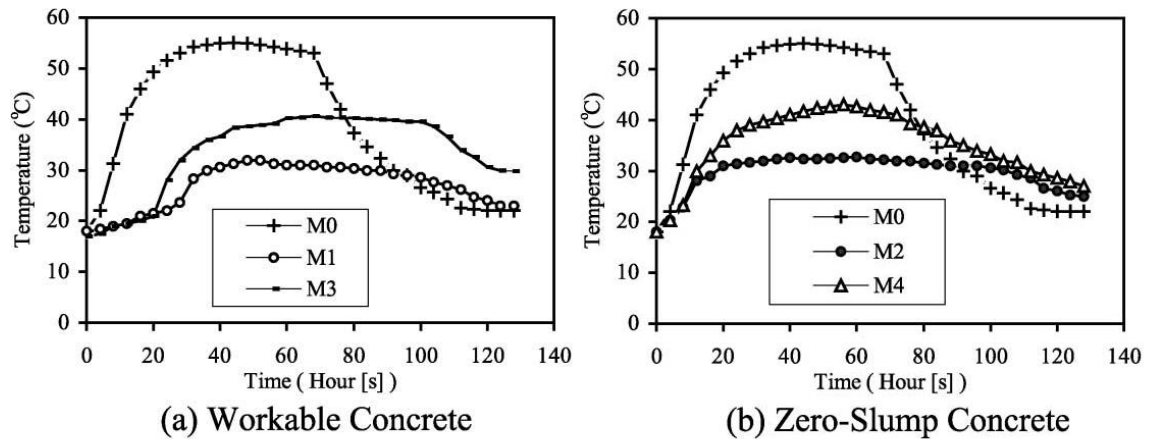 60
50
40
30
20
10
0
Temperature (°C)
M0
M1
M3
0 20 40 60 80 100 120 140
Time ( Hour [s] )
(a) Workable Concrete
60
50
40
30
20
10
0
Temperature (°C)
M0
M2
M4
0 20 40 60 80 100 120 140
Time ( Hour [s] )
(b) Zero-Slump Concrete